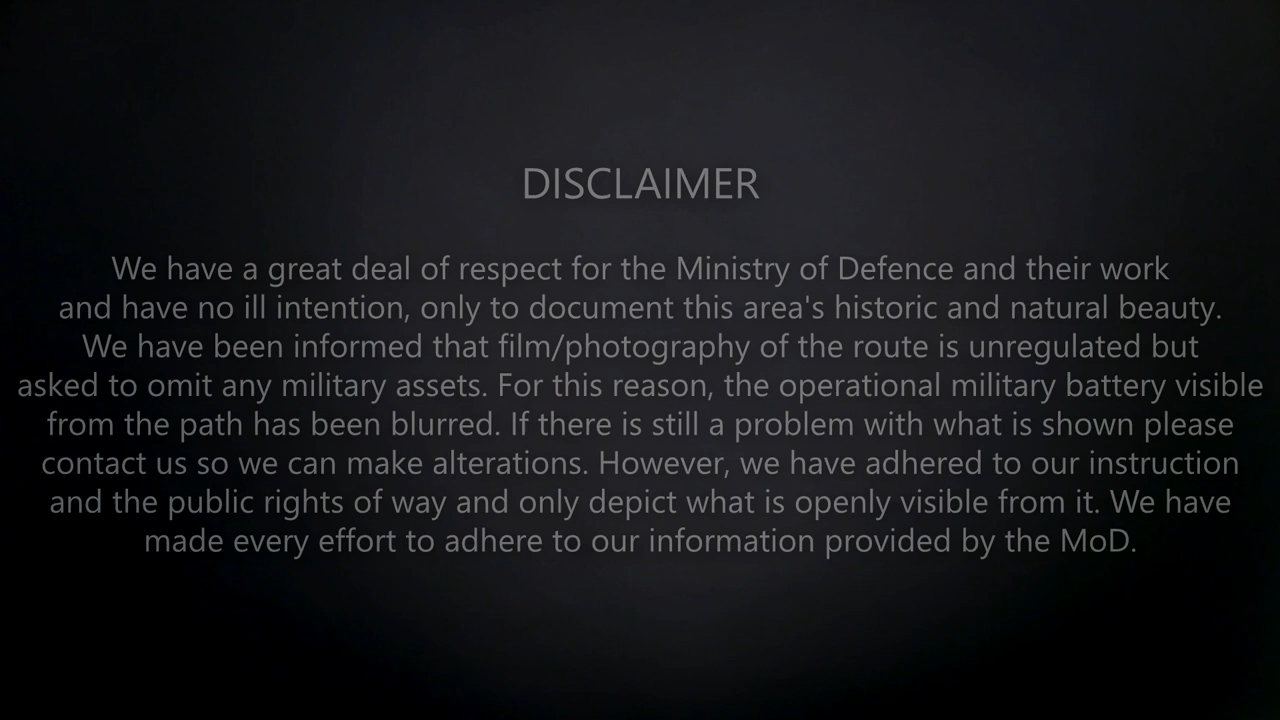 DISCLAIMER
We have a great deal of respect for the Ministry of Defence and their work
and have no ill intention, only to document this area's historic and natural beauty.
We have been informed that film/photography of the route is unregulated but
asked to omit any military assets. For this reason, the operational military battery visible
from the path has been blurred. If there is still a problem with what is shown please
contact us so we can make alterations. However, we have adhered to our instruction
and the public rights of way and only depict what is openly visible from it. We have
made every effort to adhere to our information provided by the MoD.